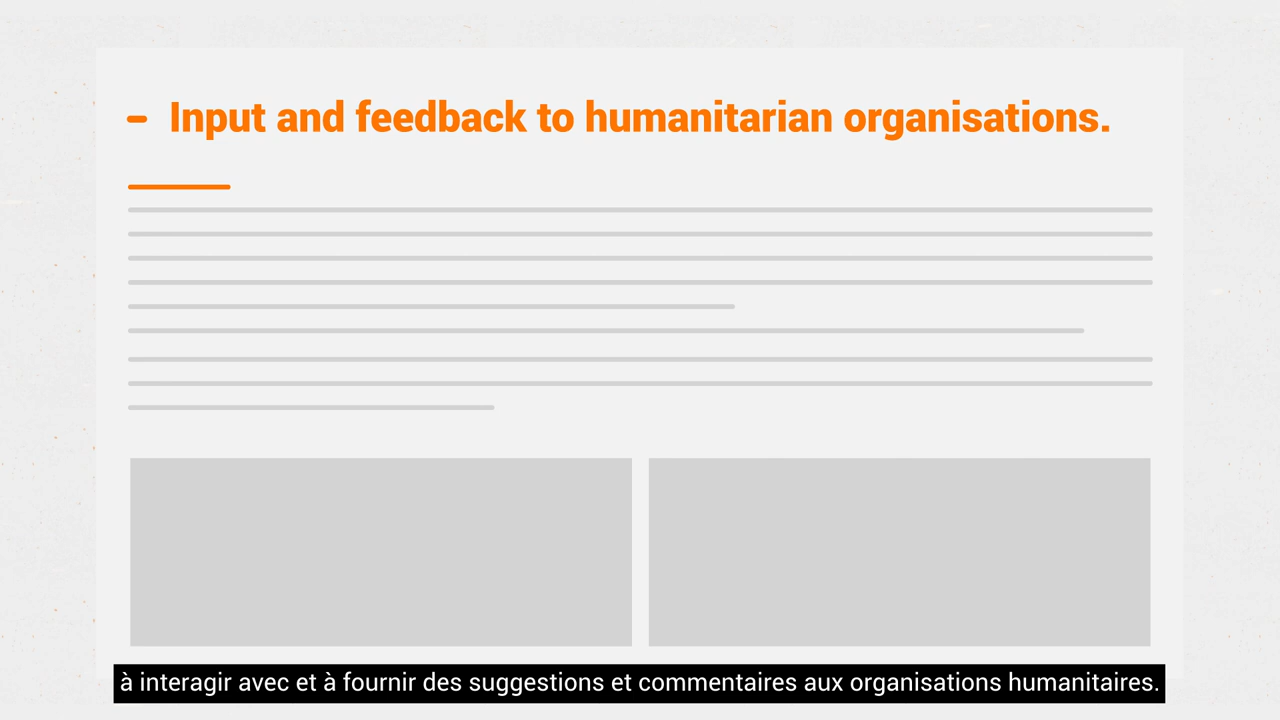 – Input and feedback to humanitarian organisations.
à interagir avec et à fournir des suggestions et commentaires aux organisations humanitaires.